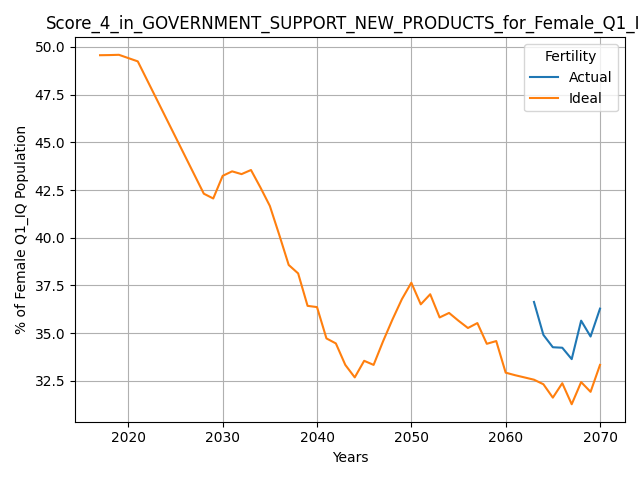 Score_4_in_GOVERNMENT_SUPPORT_NEW_PRODUCTS_for_Female_Q1_I
Fertility
Actual
Ideal
% of Female Q1_IQ Population
50.0
47.5
45.0
42.5
40.0
37.5
35.0
32.5
2020 2030 2040 2050 2060 2070
Years